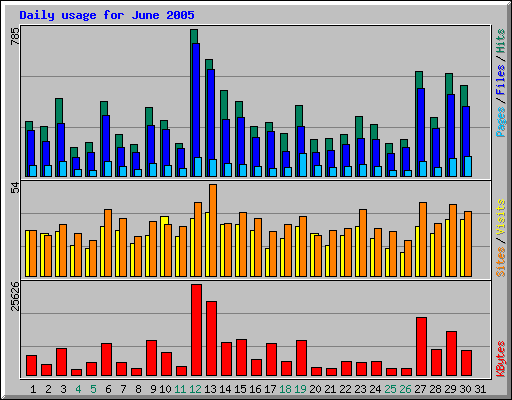 Daily usage for June 2005
785
Pages / Files / Hits
54
Sites / Visits
25626
KBytes
1 2 3 4 5 6 7 8 9 10 11 12 13 14 15 16 17 18 19 20 21 22 23 24 25 26 27 28 29 30 31